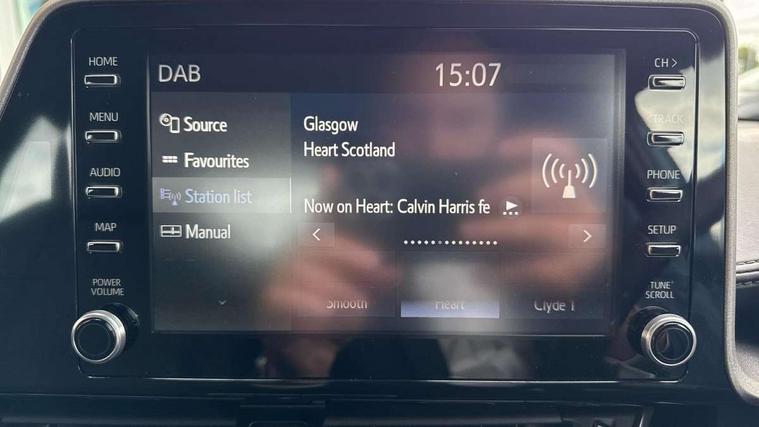 HOME
MENU
AUDIO
MAP
POWER
VOLUME
DAB
15:07
Source
Favourites
Station list
Manual
Glasgow
Heart Scotland
Now on Heart: Calvin Harris fe
Smooth
Heart
Clyde 1
CH >
TRACK
PHONE
SETUP
TUNE
SCROLL